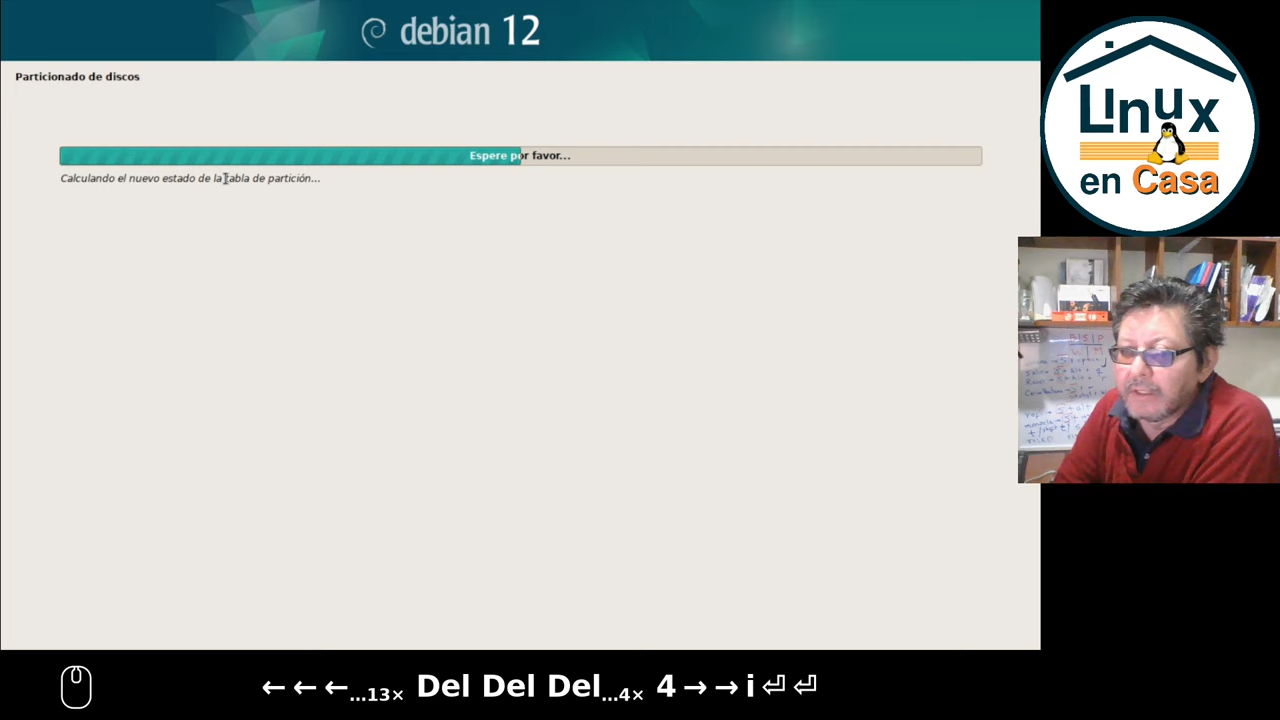 debian 12
Particionado de discos
Espere por favor...
Calculando el nuevo estado de la tabla de partición...
Linux
en Casa
B|S|P
←←←...13× Del Del Del...4× 4→→i⏎⏎